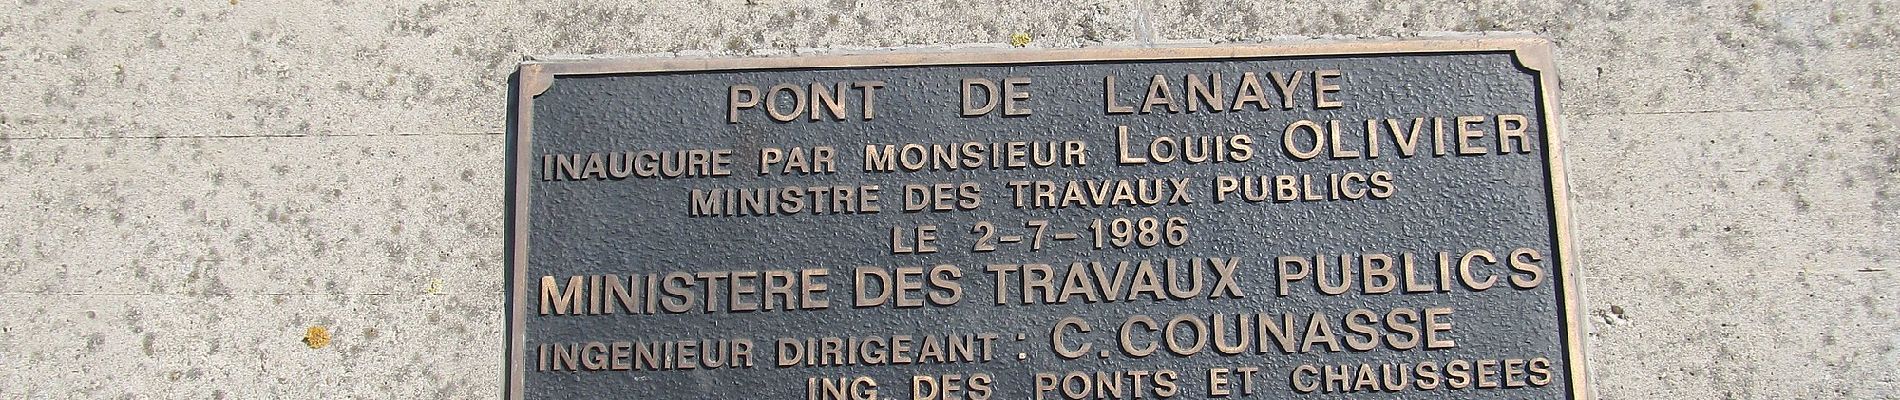 PONT DE LANAYE
INAUGURE PAR MONSIEUR LOUIS OLIVIER
MINISTRE DES TRAVAUX PUBLICS
LE 2-7-1986
MINISTERE DES TRAVAUX PUBLICS
INGENIEUR DIRIGEANT : C.COUNASSE
ING. DES PONTS ET CHAUSSEES